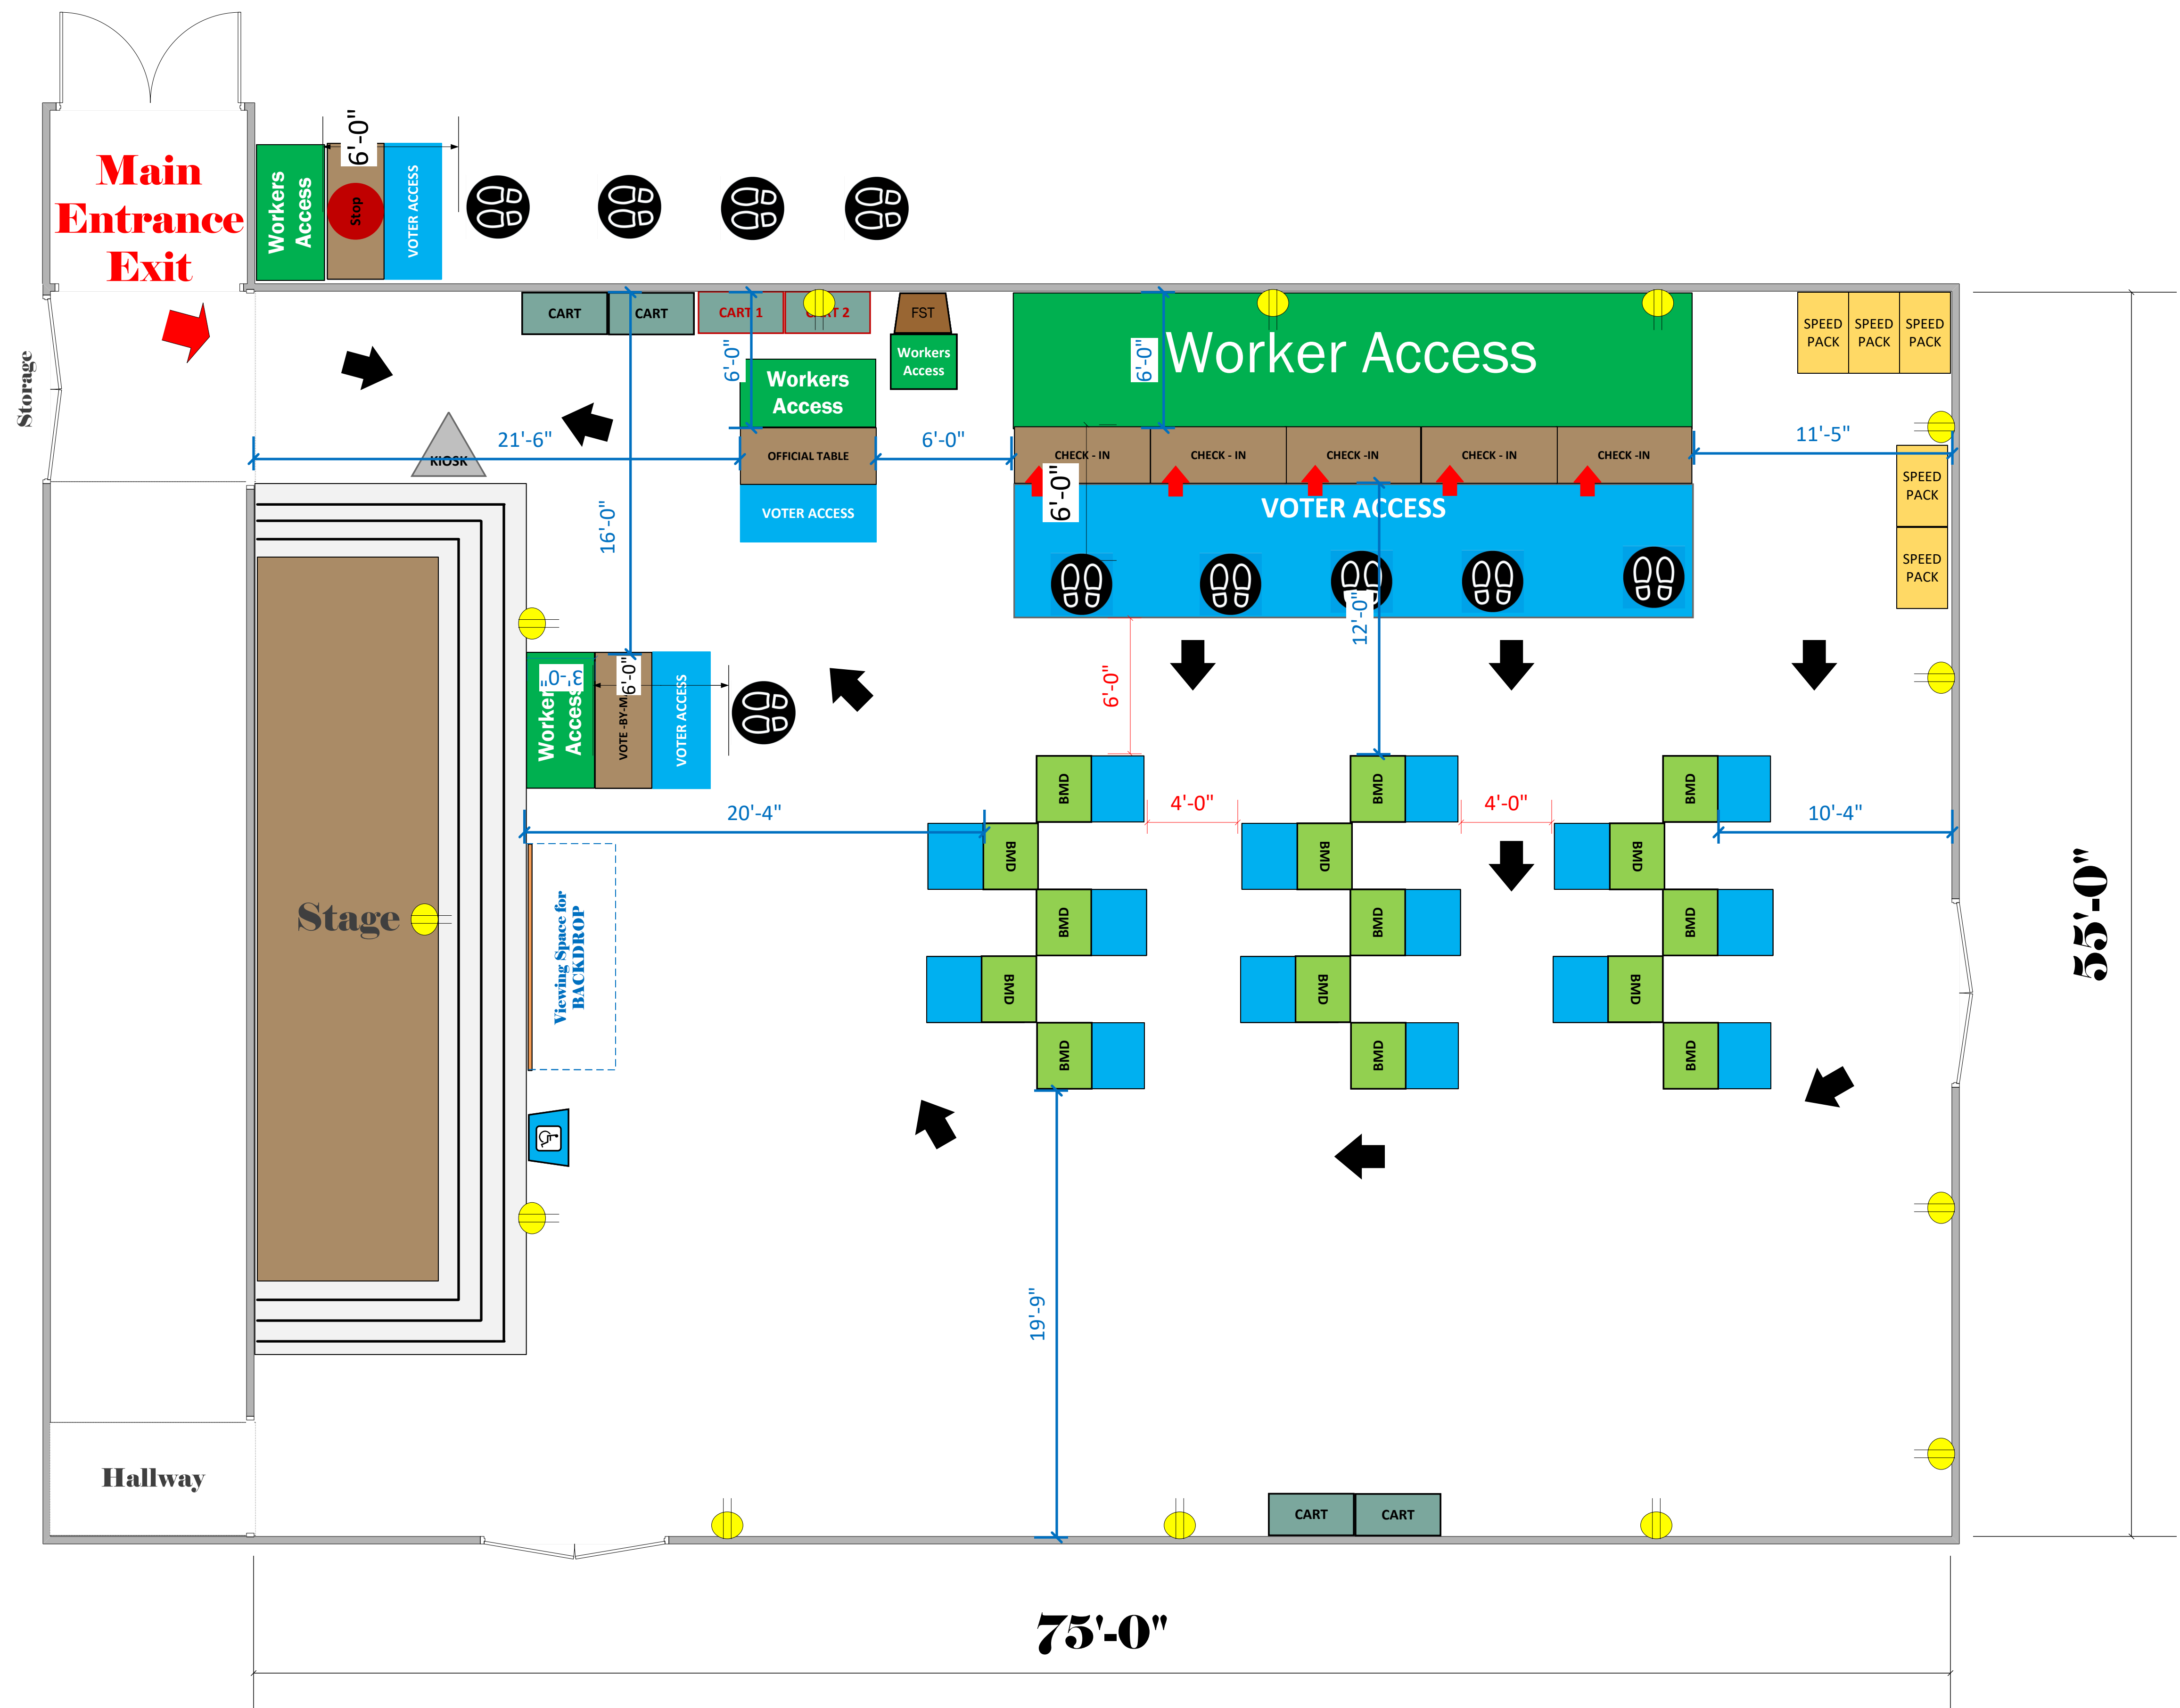 Main
Entrance
Exit
Workers
Access
6'-0"
Stop
VOTER ACCESS
Storage
CART
CART
CART 1
FST
Workers
Access
Workers
Access
6'-0"
6'-0"
Worker Access
SPEED
PACK
SPEED
PACK
SPEED
PACK
KIOSK
21'-6"
OFFICIAL TABLE
VOTER ACCESS
6'-0"
CHECK - IN
CHECK - IN
CHECK -IN
CHECK - IN
CHECK -IN
11'-5"
6'-0"
VOTER ACCESS
SPEED
PACK
SPEED
PACK
16'-0"
12'-0"
6'-0"
3'-0"
6'-0"
Access
VOTER ACCESS
BMD
BMD
BMD
4'-0"
4'-0"
20'-4"
10'-4"
BMD
BMD
BMD
BMD
BMD
BMD
BMD
BMD
BMD
BMD
BMD
BMD
Stage
Viewing Space for
BACKDROP
55'-0"
19'-9"
Hallway
CART
CART
75'-0"